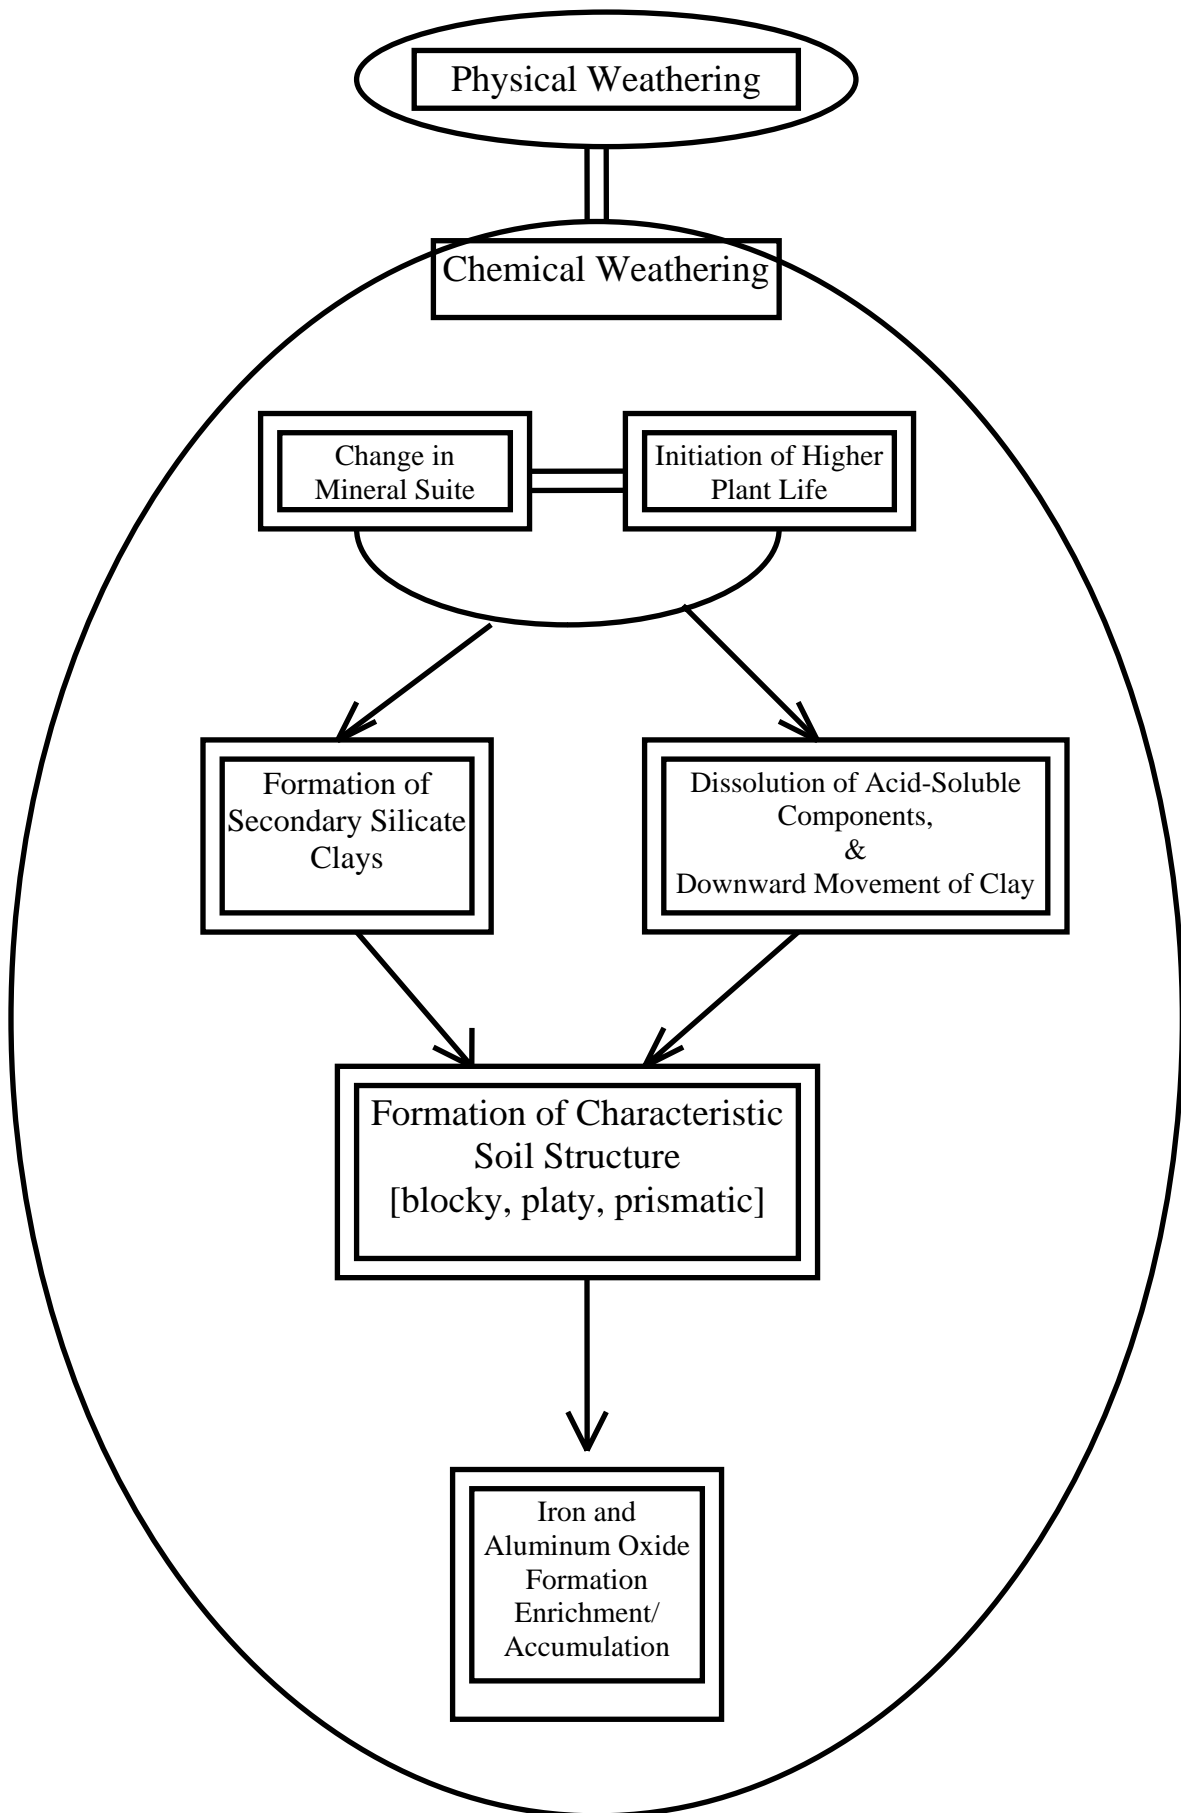 Physical Weathering
Chemical Weathering
Change in
Mineral Suite
Initiation of Higher
Plant Life
Formation of
Secondary Silicate
Clays
Dissolution of Acid-Soluble
Components,
&
Downward Movement of Clay
Formation of Characteristic
Soil Structure
[blocky, platy, prismatic]
Iron and
Aluminum Oxide
Formation
Enrichment/
Accumulation